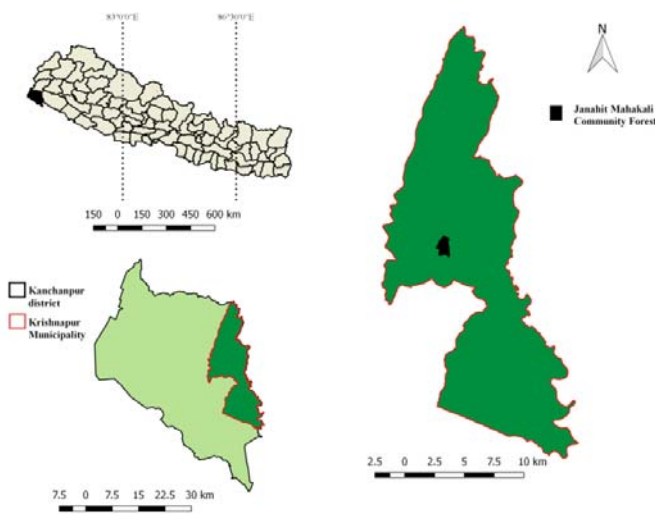 83°0'0"E 86°30'0"E
150 0 150 300 450 600 km
Kanchanpur
district
Krishnapur
Municipality
7.5 0 7.5 15 22.5 30 km
N
Janahit Mahakali
Community Forest
2.5 0 2.5 5 7.5 10 km